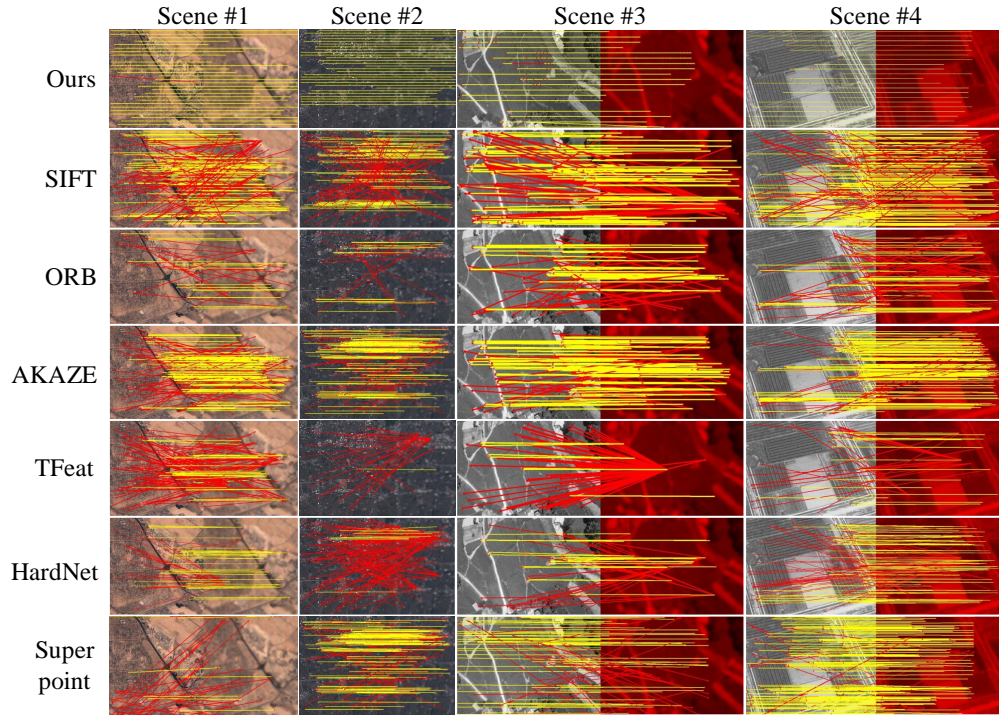 Scene #1 Scene #2 Scene #3 Scene #4
Ours
SIFT
ORB
AKAZE
TFeat
HardNet
Super
point